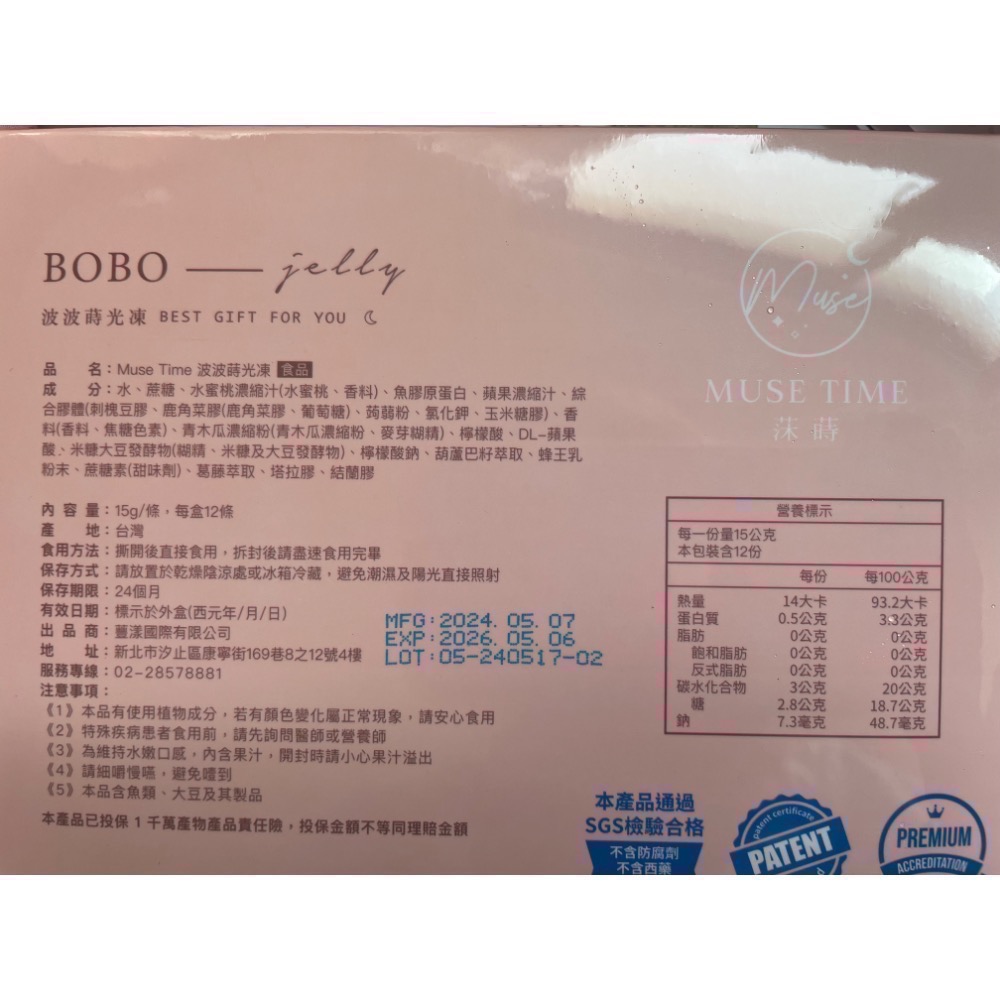 BOBO — jelly
波波蒔光凍 BEST GIFT FOR YOU
Muse
MUSE TIME
莯蒔
品 名：Muse Time 波波蒔光凍 食品
成 分：水、蔗糖、水蜜桃濃縮汁(水蜜桃、香料)、魚膠原蛋白、蘋果濃縮汁、綜
合膠體(刺槐豆膠、鹿角菜膠(鹿角菜膠、葡萄糖)、蒟蒻粉、氯化鉀、玉米糖膠)、香
料(香料、焦糖色素)、青木瓜濃縮粉(青木瓜濃縮粉、麥芽糊精)、檸檬酸、DL-蘋果
酸、米糠大豆發酵物(糊精、米糠及大豆發酵物)、檸檬酸鈉、葫蘆巴籽萃取、蜂王乳
粉末、蔗糖素(甜味劑)、葛藤萃取、塔拉膠、結蘭膠
內 容 量：15g/條，每盒12條
產 地：台灣
食用方法：撕開後直接食用，拆封後請盡速食用完畢
保存方式：請放置於乾燥陰涼處或冰箱冷藏，避免潮濕及陽光直接照射
保存期限：24個月
有效日期：標示於外盒(西元年/月/日)
出 品 商：豐漾國際有限公司
地 址：新北市汐止區康寧街169巷8之12號4樓
服務專線：02-28578881
MFG:2024.05.07
EXP:2026.05.06
LOT:05-240517-02
注意事項：
《1》本品有使用植物成分，若有顏色變化屬正常現象，請安心食用
《2》特殊疾病患者食用前，請先詢問醫師或營養師
《3》為維持水嫩口感，內含果汁，開封時請小心果汁溢出
《4》請細嚼慢嚥，避免噎到
《5》本品含魚類、大豆及其製品
本產品已投保1千萬產物產品責任險，投保金額不等同理賠金額
營養標示
每一份量15公克
本包裝含12份
每份 每100公克
熱量 14大卡 93.2大卡
蛋白質 0.5公克 3.3公克
脂肪 0公克 0公克
飽和脂肪 0公克 0公克
反式脂肪 0公克 0公克
碳水化合物 3公克 20公克
糖 2.8公克 18.7公克
鈉 7.3毫克 48.7毫克
本產品通過
SGS檢驗合格
不含防腐劑
不含西藥
patent certificate
PATENT
PREMIUM
ACCREDITATION